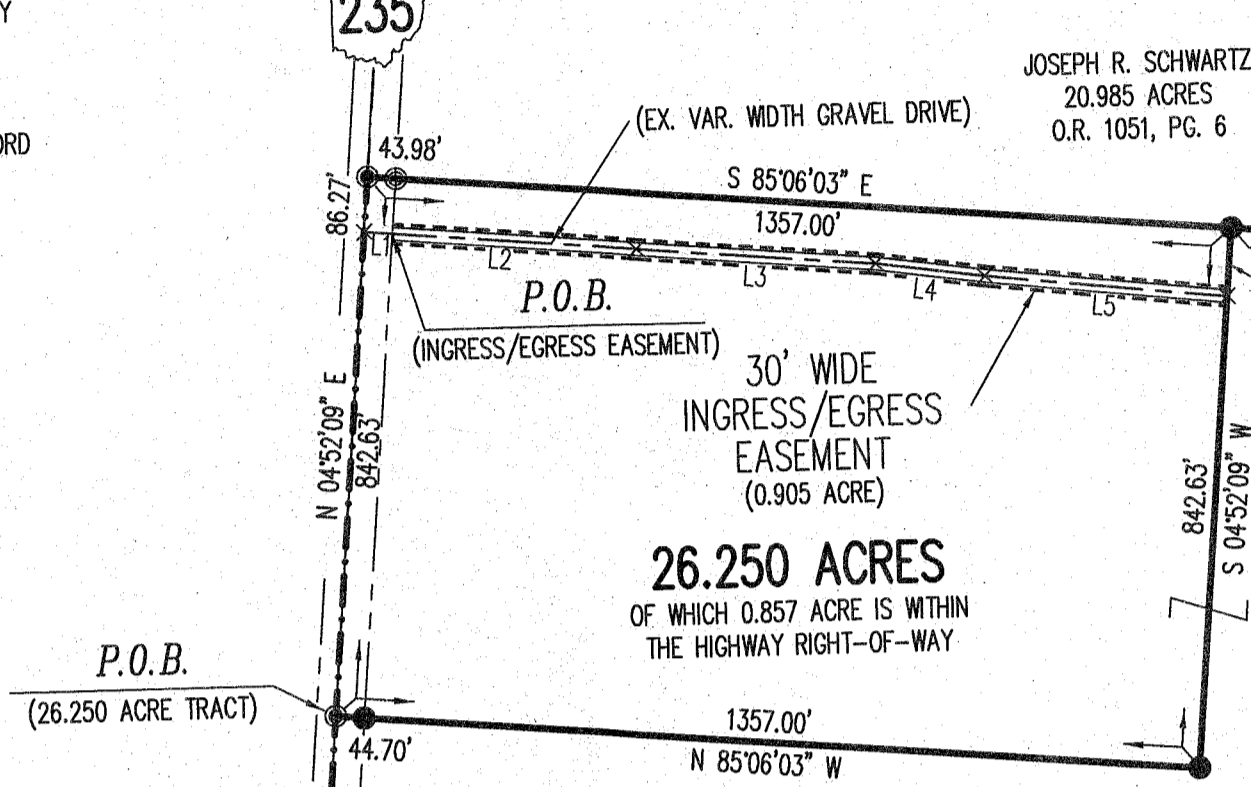 Y
235
ORD
JOSEPH R. SCHWARTZ
20.985 ACRES
O.R. 1051, PG. 6
(EX. VAR. WIDTH GRAVEL DRIVE)
43.98'
S 85°06'03" E
1357.00'
86.27'
L1
L2
L3
L4
L5
P.O.B.
(INGRESS/EGRESS EASEMENT)
30' WIDE
INGRESS/EGRESS
EASEMENT
(0.905 ACRE)
N 04°52'09" E
842.63'
842.63'
S 04°52'09" W
26.250 ACRES
OF WHICH 0.857 ACRE IS WITHIN
THE HIGHWAY RIGHT-OF-WAY
P.O.B.
(26.250 ACRE TRACT)
44.70'
1357.00'
N 85°06'03" W